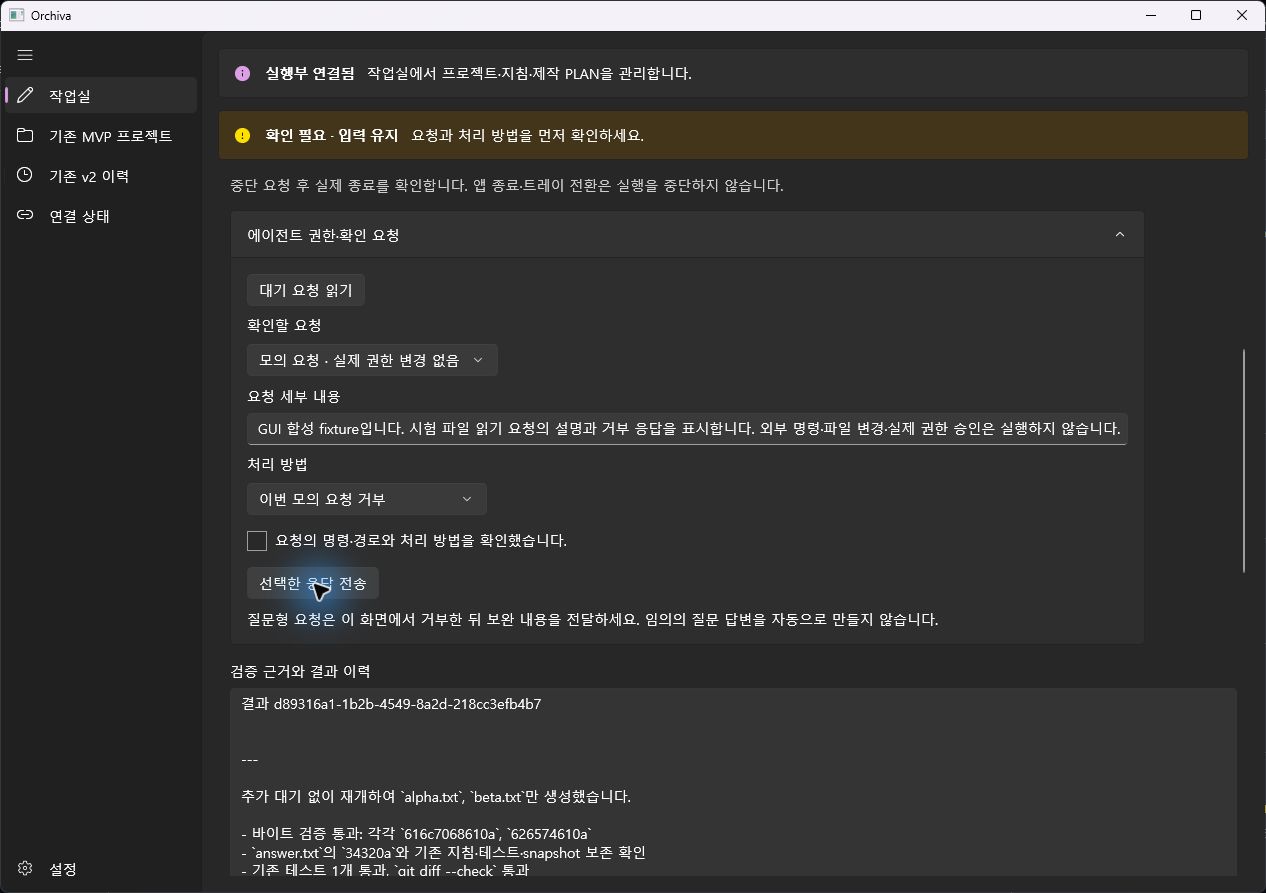 Orchiva
작업실
기존 MVP 프로젝트
기존 v2 이력
연결 상태
설정
실행부 연결됨 작업실에서 프로젝트·지침·제작 PLAN을 관리합니다.
확인 필요 · 입력 유지 요청과 처리 방법을 먼저 확인하세요.
중단 요청 후 실제 종료를 확인합니다. 앱 종료·트레이 전환은 실행을 중단하지 않습니다.
에이전트 권한·확인 요청
대기 요청 읽기
확인할 요청
모의 요청 · 실제 권한 변경 없음
요청 세부 내용
GUI 합성 fixture입니다. 시험 파일 읽기 요청의 설명과 거부 응답을 표시합니다. 외부 명령·파일 변경·실제 권한 승인은 실행하지 않습니다.
처리 방법
이번 모의 요청 거부
요청의 명령·경로와 처리 방법을 확인했습니다.
선택한 응답 전송
질문형 요청은 이 화면에서 거부한 뒤 보완 내용을 전달하세요. 임의의 질문 답변을 자동으로 만들지 않습니다.
검증 근거와 결과 이력
결과 d89316a1-1b2b-4549-8a2d-218cc3efb4b7
---
추가 대기 없이 재개하여 `alpha.txt`, `beta.txt`만 생성했습니다.
- 바이트 검증 통과: 각각 `616c7068610a`, `626574610a`
- `answer.txt`의 `34320a`와 기존 지침·테스트·snapshot 보존 확인
- 기존 테스트 1개 통과, `git diff --check` 통과